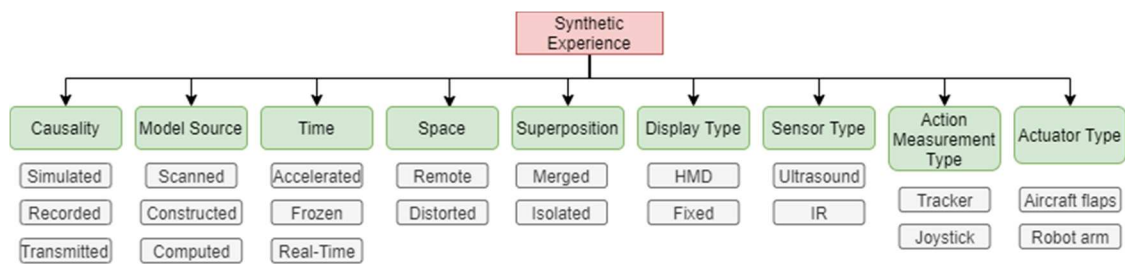 Synthetic
Experience
Causality
Model Source
Time
Space
Superposition
Display Type
Sensor Type
Action
Measurement
Type
Actuator Type
Simulated
Scanned
Accelerated
Remote
Merged
HMD
Ultrasound
Tracker
Aircraft flaps
Recorded
Constructed
Frozen
Distorted
Isolated
Fixed
IR
Joystick
Robot arm
Transmitted
Computed
Real-Time